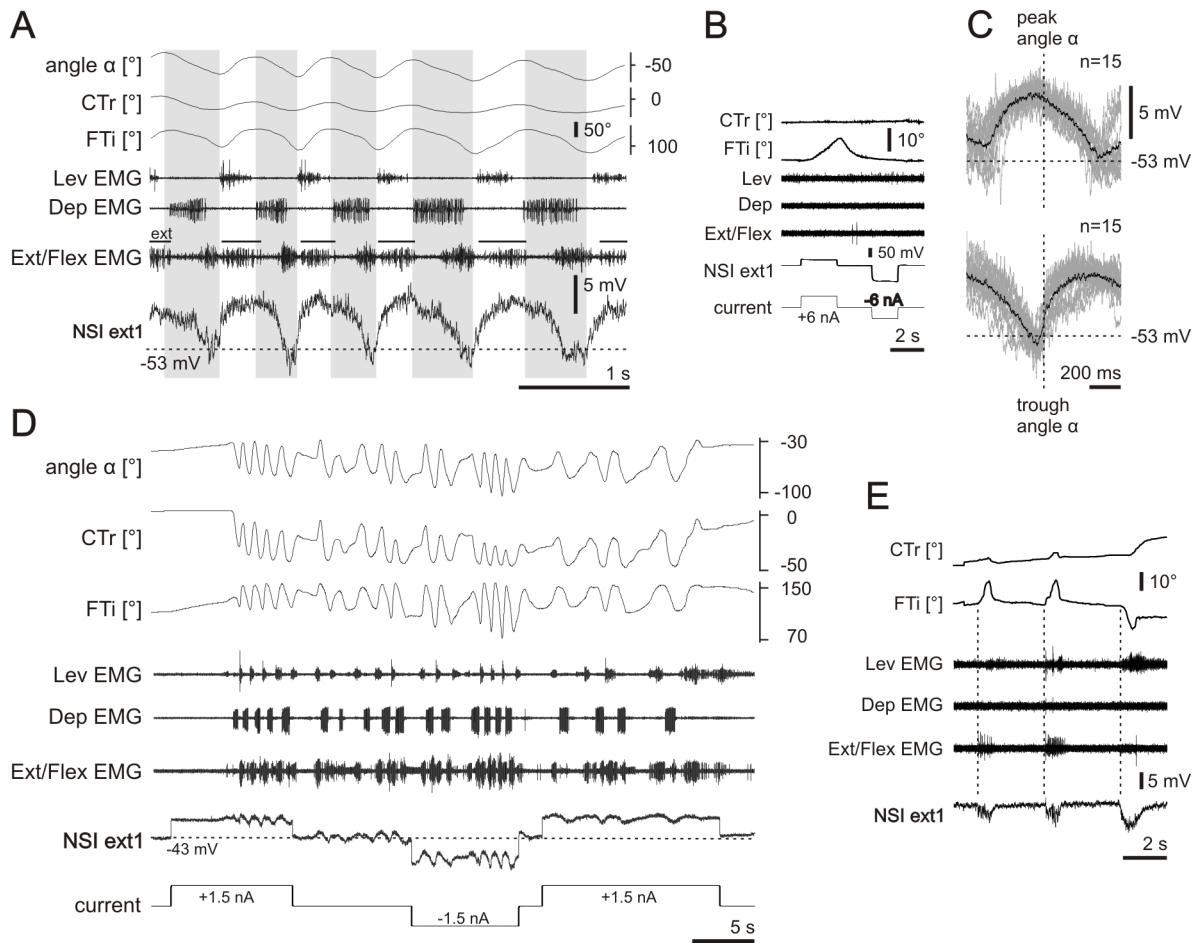 A
angle α [°]
-50
CTr [°]
0
FTi [°]
50°
100
Lev EMG
Dep EMG
ext
Ext/Flex EMG
5 mV
NSI ext1
-53 mV
1 s
B
CTr [°]
10°
FTi [°]
Lev
Dep
Ext/Flex
50 mV
NSI ext1
current
+6 nA
-6 nA
2 s
C
peak
angle α
n=15
5 mV
-53 mV
n=15
-53 mV
200 ms
trough
angle α
D
angle α [°]
-30
-100
CTr [°]
0
-50
FTi [°]
150
70
Lev EMG
Dep EMG
Ext/Flex EMG
NSI ext1
-43 mV
current
+1.5 nA
-1.5 nA
+1.5 nA
5 s
E
CTr [°]
10°
FTi [°]
Lev EMG
Dep EMG
Ext/Flex EMG
5 mV
NSI ext1
2 s